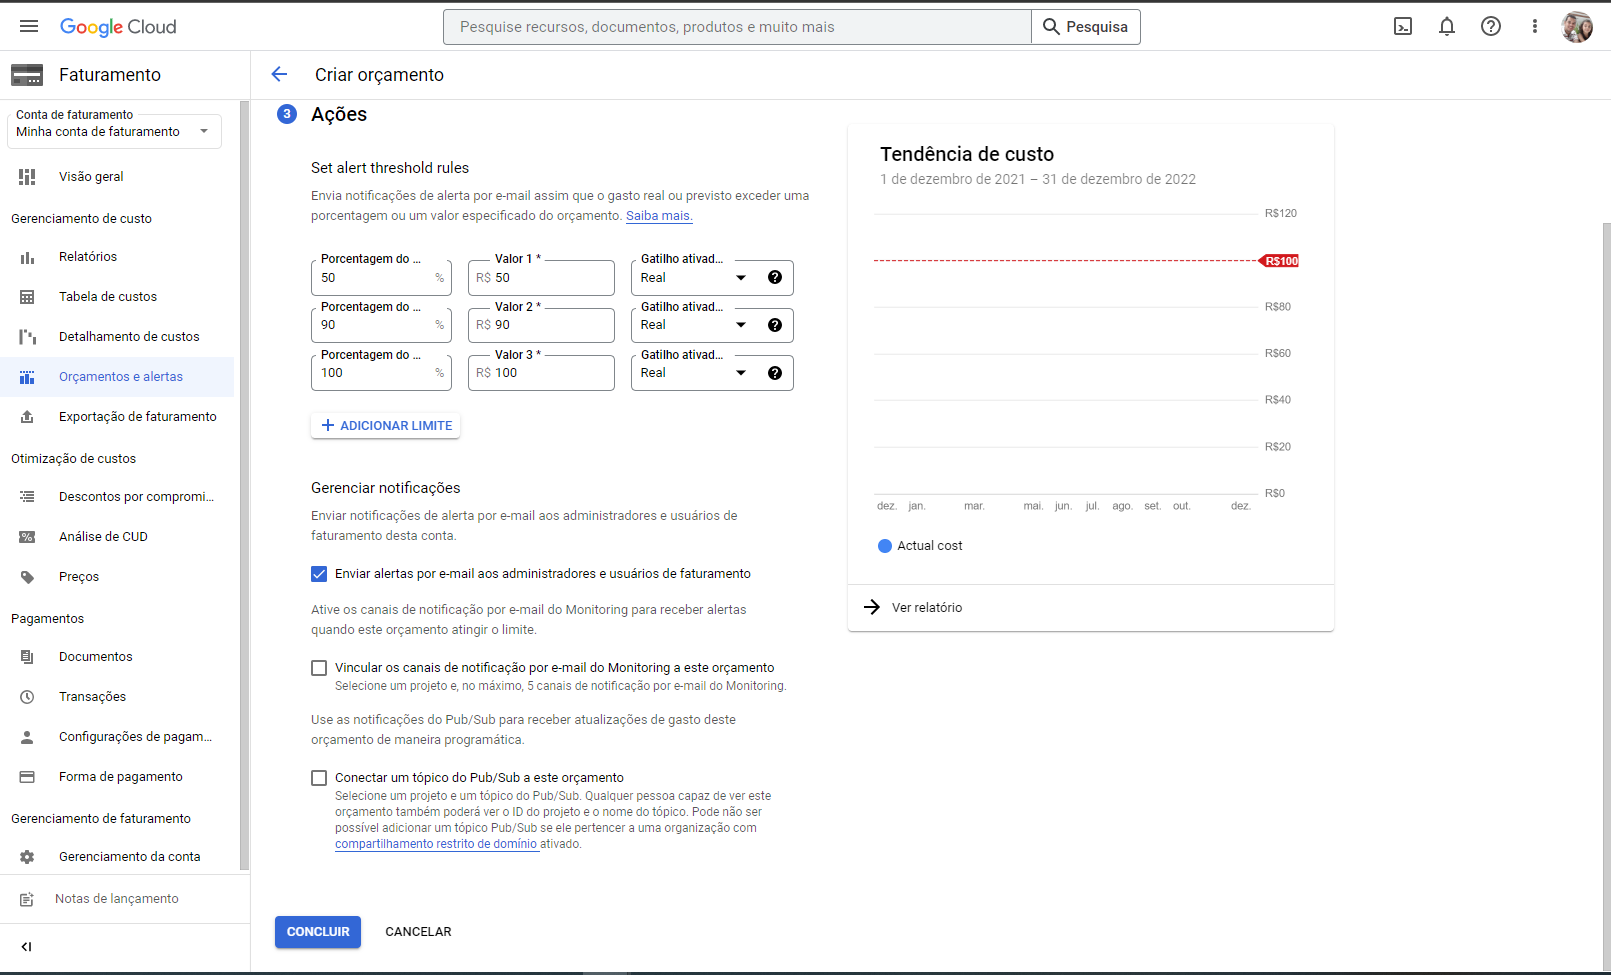 Google Cloud
Pesquise recursos, documentos, produtos e muito mais
Pesquisa
Faturamento
Criar orçamento
Conta de faturamento
Minha conta de faturamento
Visão geral
Gerenciamento de custo
Relatórios
Tabela de custos
Detalhamento de custos
Orçamentos e alertas
Exportação de faturamento
Otimização de custos
Descontos por compromi...
Análise de CUD
Preços
Pagamentos
Documentos
Transações
Configurações de pagam...
Forma de pagamento
Gerenciamento de faturamento
Gerenciamento da conta
Notas de lançamento
3 Ações
Set alert threshold rules
Envia notificações de alerta por e-mail assim que o gasto real ou previsto exceder uma
porcentagem ou um valor especificado do orçamento. Saiba mais.
Porcentagem do ... Valor 1 * Gatilho ativad...
50 % R$ 50 Real
Porcentagem do ... Valor 2 * Gatilho ativad...
90 % R$ 90 Real
Porcentagem do ... Valor 3 * Gatilho ativad...
100 % R$ 100 Real
+ ADICIONAR LIMITE
Gerenciar notificações
Enviar notificações de alerta por e-mail aos administradores e usuários de
faturamento desta conta.
Enviar alertas por e-mail aos administradores e usuários de faturamento
Ative os canais de notificação por e-mail do Monitoring para receber alertas
quando este orçamento atingir o limite.
Vincular os canais de notificação por e-mail do Monitoring a este orçamento
Selecione um projeto e, no máximo, 5 canais de notificação por e-mail do Monitoring.
Use as notificações do Pub/Sub para receber atualizações de gasto deste
orçamento de maneira programática.
Conectar um tópico do Pub/Sub a este orçamento
Selecione um projeto e um tópico do Pub/Sub. Qualquer pessoa capaz de ver este
orçamento também poderá ver o ID do projeto e o nome do tópico. Pode não ser
possível adicionar um tópico Pub/Sub se ele pertencer a uma organização com
compartilhamento restrito de domínio ativado.
CONCLUIR CANCELAR
Tendência de custo
1 de dezembro de 2021 – 31 de dezembro de 2022
R$120
R$100
R$80
R$60
R$40
R$20
R$0
dez. jan. mar. mai. jun. jul. ago. set. out. dez.
Actual cost
Ver relatório